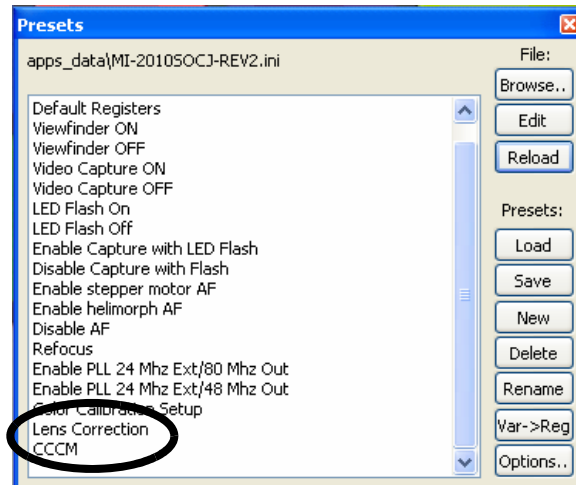 Presets
apps_data\MI-2010SOCJ-REV2.ini
File:
Browse..
Edit
Reload
Default Registers
Viewfinder ON
Viewfinder OFF
Video Capture ON
Video Capture OFF
LED Flash On
LED Flash Off
Enable Capture with LED Flash
Disable Capture with Flash
Enable stepper motor AF
Enable helimorph AF
Disable AF
Refocus
Enable PLL 24 Mhz Ext/80 Mhz Out
Enable PLL 24 Mhz Ext/48 Mhz Out
Color Calibration Setup
Lens Correction
CCCM
Presets:
Load
Save
New
Delete
Rename
Var->Reg
Options..